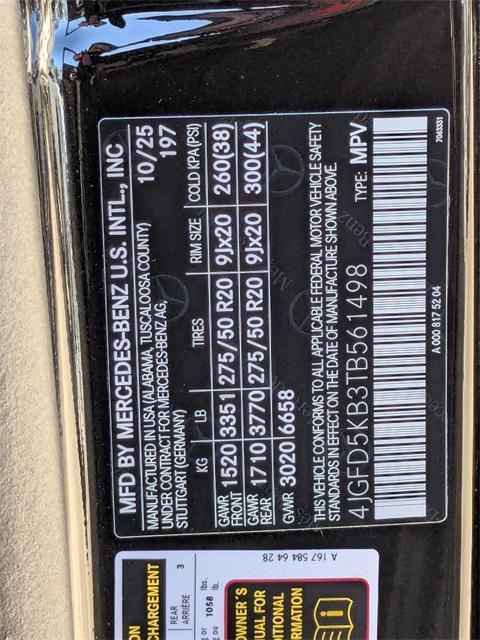 MFD BY MERCEDES-BENZ U.S. INTL., INC
MANUFACTURED IN USA (ALABAMA, TUSCALOOSA COUNTY) 10/25
UNDER CONTRACT FOR MERCEDES-BENZ AG, 197
STUTTGART (GERMANY)
KG LB TIRES RIM SIZE COLD KPA(PSI)
GAWR FRONT 1520 3351 275/50 R20 9Jx20 260(38)
GAWR REAR 1710 3770 275/50 R20 9Jx20 300(44)
GVWR 3020 6658
THIS VEHICLE CONFORMS TO ALL APPLICABLE FEDERAL MOTOR VEHICLE SAFETY
STANDARDS IN EFFECT ON THE DATE OF MANUFACTURE SHOWN ABOVE.
4JGFD5KB3TB561498 TYPE: MPV
A 000 817 52 04
7063331
CHARGEMENT
REAR
ARRIÈRE 3
1058 lbs.
lb.
OWNER'S
A 167 584 64 28